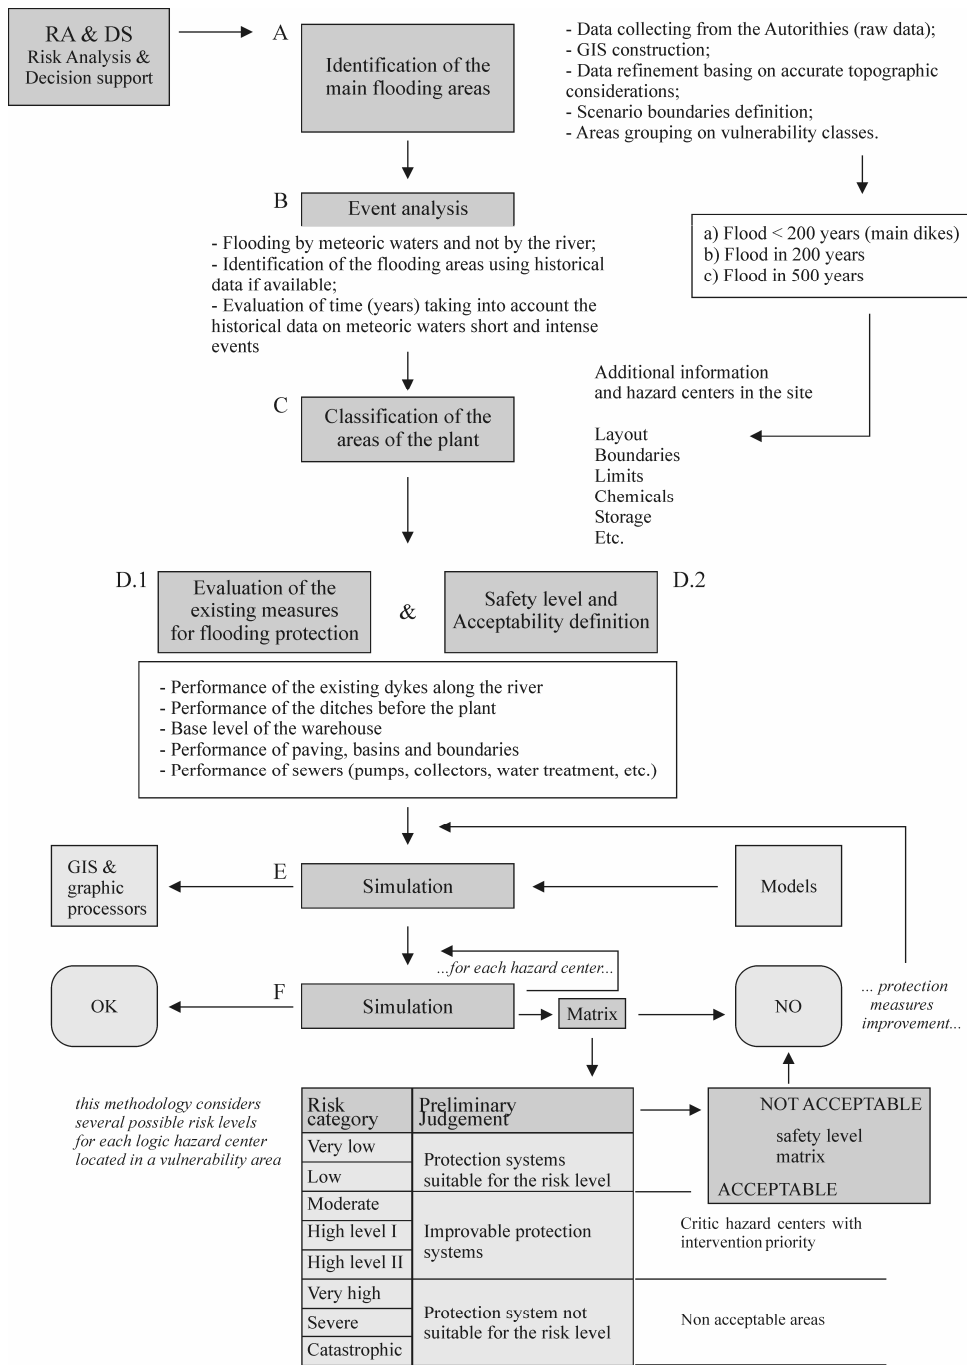 RA & DS
Risk Analysis &
Decision support
A
Identification of the
main flooding areas
- Data collecting from the Autorithies (raw data);
- GIS construction;
- Data refinement basing on accurate topographic
considerations;
- Scenario boundaries definition;
- Areas grouping on vulnerability classes.
B
Event analysis
- Flooding by meteoric waters and not by the river;
- Identification of the flooding areas using historical
data if available;
- Evaluation of time (years) taking into account the
historical data on meteoric waters short and intense
events
a) Flood < 200 years (main dikes)
b) Flood in 200 years
c) Flood in 500 years
Additional information
and hazard centers in the site
Layout
Boundaries
Limits
Chemicals
Storage
Etc.
C
Classification of the
areas of the plant
D.1
Evaluation of the
existing measures
for flooding protection
&
Safety level and
Acceptability definition
D.2
- Performance of the existing dykes along the river
- Performance of the ditches before the plant
- Base level of the warehouse
- Performance of paving, basins and boundaries
- Performance of sewers (pumps, collectors, water treatment, etc.)
GIS &
graphic
processors
E
Simulation
Models
...for each hazard center...
OK
F
Simulation
Matrix
NO
... protection
measures
improvement...
this methodology considers
several possible risk levels
for each logic hazard center
located in a vulnerability area
Risk
category
Preliminary
Judgement
Very low
Low
Protection systems
suitable for the risk level
Moderate
High level I
High level II
Improvable protection
systems
Very high
Severe
Catastrophic
Protection system not
suitable for the risk level
NOT ACCEPTABLE
safety level
matrix
ACCEPTABLE
Critic hazard centers with
intervention priority
Non acceptable areas